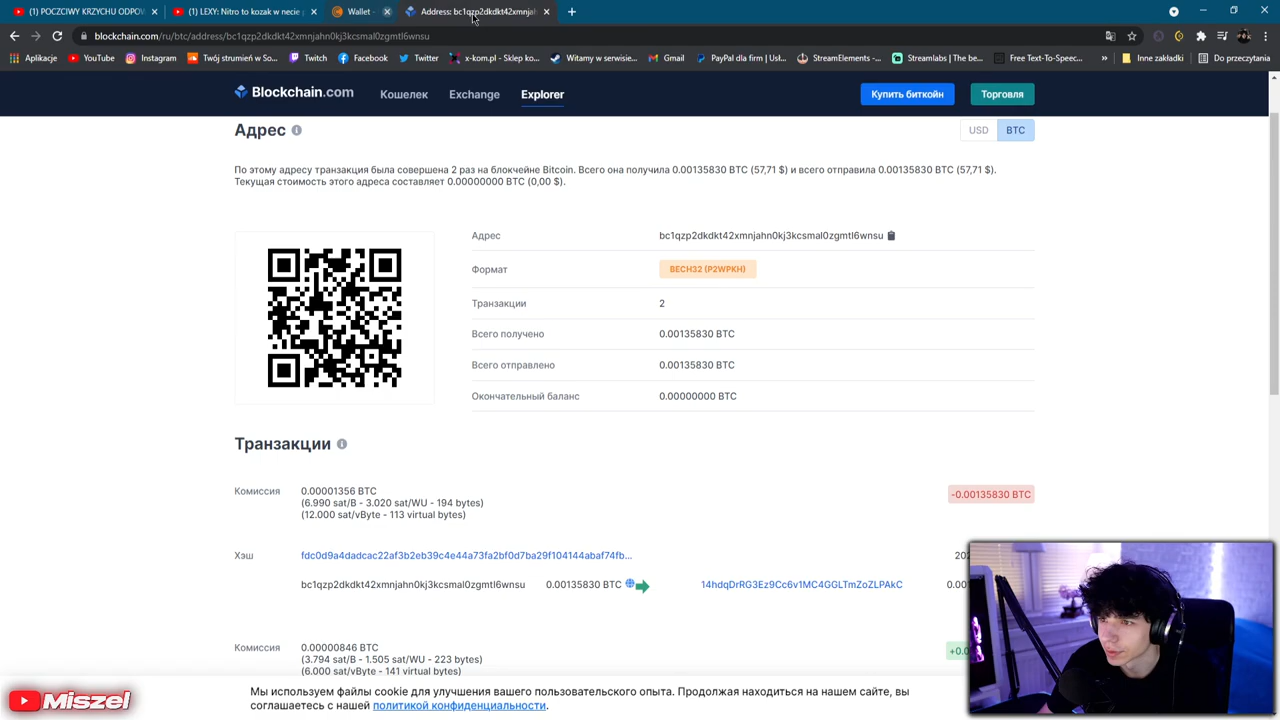 (1) POCZCIWY KRZYCHU ODPOW
(1) LEXY: Nitro to kozak w necie
Wallet
Address: bc1qzp2dkdkt42xmnjah
blockchain.com/ru/btc/address/bc1qzp2dkdkt42xmnjahn0kj3kcsmal0zgmtl6wnsu
Aplikacje
YouTube
Instagram
Twój strumień w So...
Twitch
Facebook
Twitter
x-kom.pl - Sklep ko...
Witamy w serwisie...
Gmail
PayPal dla firm | Usł...
StreamElements -...
Streamlabs | The be...
Free Text-To-Speec...
»
Inne zakładki
Do przeczytania
Blockchain.com
Кошелек
Exchange
Explorer
Купить биткойн
Торговля
Адрес
USD
BTC
По этому адресу транзакция была совершена 2 раз на блокчейне Bitcoin. Всего она получила 0.00135830 BTC (57,71 $) и всего отправила 0.00135830 BTC (57,71 $).
Текущая стоимость этого адреса составляет 0.00000000 BTC (0,00 $).
Адрес bc1qzp2dkdkt42xmnjahn0kj3kcsmal0zgmtl6wnsu
Формат BECH32 (P2WPKH)
Транзакции 2
Всего получено 0.00135830 BTC
Всего отправлено 0.00135830 BTC
Окончательный баланс 0.00000000 BTC
Транзакции
Комиссия 0.00001356 BTC -0.00135830 BTC
(6.990 sat/B - 3.020 sat/WU - 194 bytes)
(12.000 sat/vByte - 113 virtual bytes)
Хэш fdc0d9a4dadcac22af3b2eb39c4e44a73fa2bf0d7ba29f104144abaf74fb... 202
bc1qzp2dkdkt42xmnjahn0kj3kcsmal0zgmtl6wnsu 0.00135830 BTC 14hdqDrRG3Ez9Cc6v1MC4GGLTmZoZLPAkC 0.00
Комиссия 0.00000846 BTC +0.0
(3.794 sat/B - 1.505 sat/WU - 223 bytes)
(6.000 sat/vByte - 141 virtual bytes)
Мы используем файлы cookie для улучшения вашего пользовательского опыта. Продолжая находиться на нашем сайте, вы
соглашаетесь с нашей политикой конфиденциальности.
Miszel